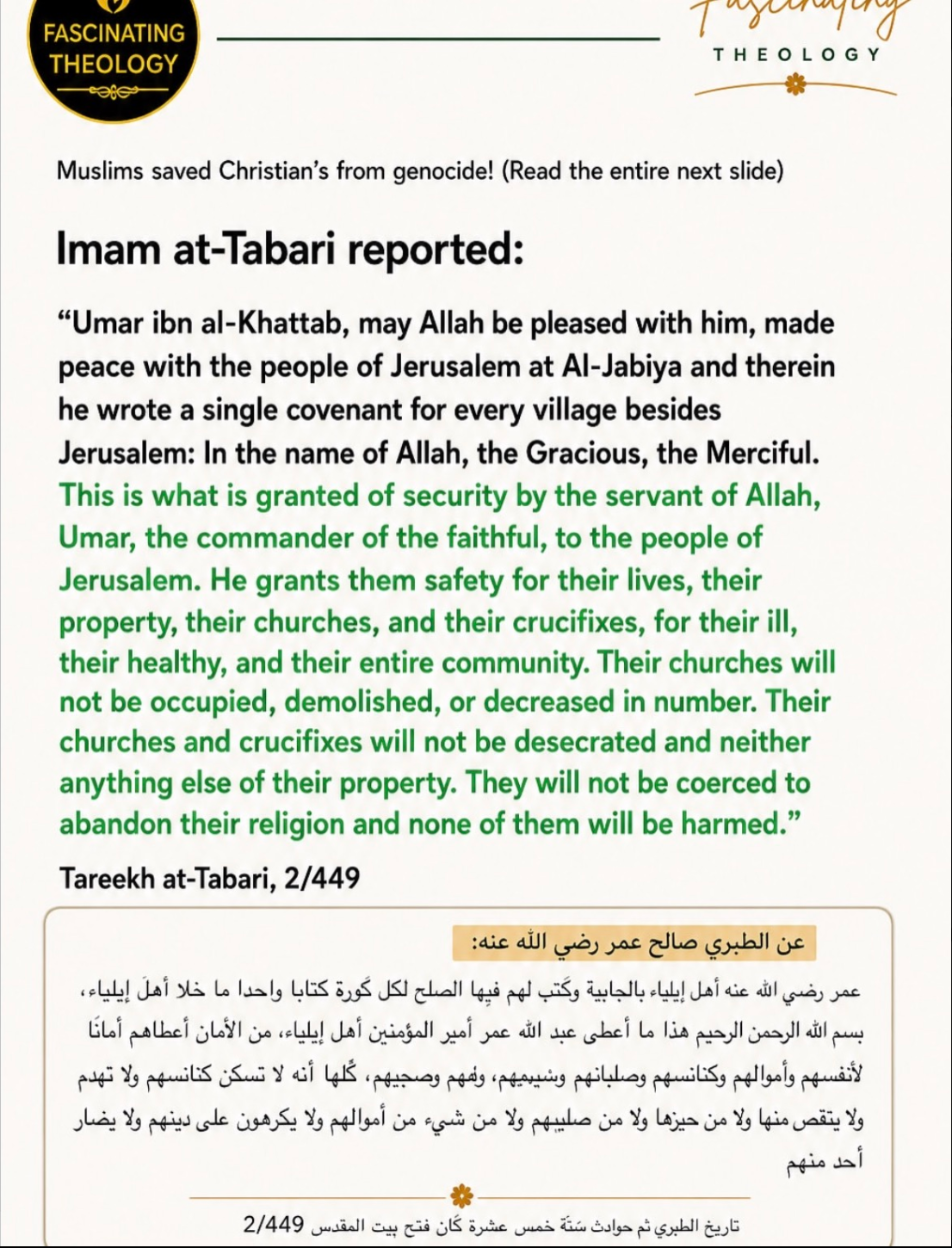 FASCINATING
THEOLOGY
Fascinating
THEOLOGY
Muslims saved Christian's from genocide! (Read the entire next slide)
Imam at-Tabari reported:
“Umar ibn al-Khattab, may Allah be pleased with him, made
peace with the people of Jerusalem at Al-Jabiya and therein
he wrote a single covenant for every village besides
Jerusalem: In the name of Allah, the Gracious, the Merciful.
This is what is granted of security by the servant of Allah,
Umar, the commander of the faithful, to the people of
Jerusalem. He grants them safety for their lives, their
property, their churches, and their crucifixes, for their ill,
their healthy, and their entire community. Their churches will
not be occupied, demolished, or decreased in number. Their
churches and crucifixes will not be desecrated and neither
anything else of their property. They will not be coerced to
abandon their religion and none of them will be harmed.”
Tareekh at-Tabari, 2/449
عن الطبري صالح عمر رضي الله عنه:
عمر رضي الله عنه أهل إيلياء بالجابية وكَتب لهم فيها الصلح لكل كَورة كتابا واحدا ما خلا أهلَ إيلياء،
بسم الله الرحمن الرحيم هذا ما أعطى عبد الله عمر أمير المؤمنين أهل إيلياء، من الأمان أعطاهم أمانًا
لأنفسهم وأموالهم وكنائسهم وصلبانهم كُلها أنه لا تسكن كنائسهم ولا تهدم
ولا ينتقص منها ولا من حيزها ولا من صليبهم ولا من شيء من أموالهم ولا يكرهون على دينهم ولا يضار
أحد منهم
تاريخ الطبري ثم حوادث سَنَّة خمس عشرة كَان فتح بيت المقدس 2/449